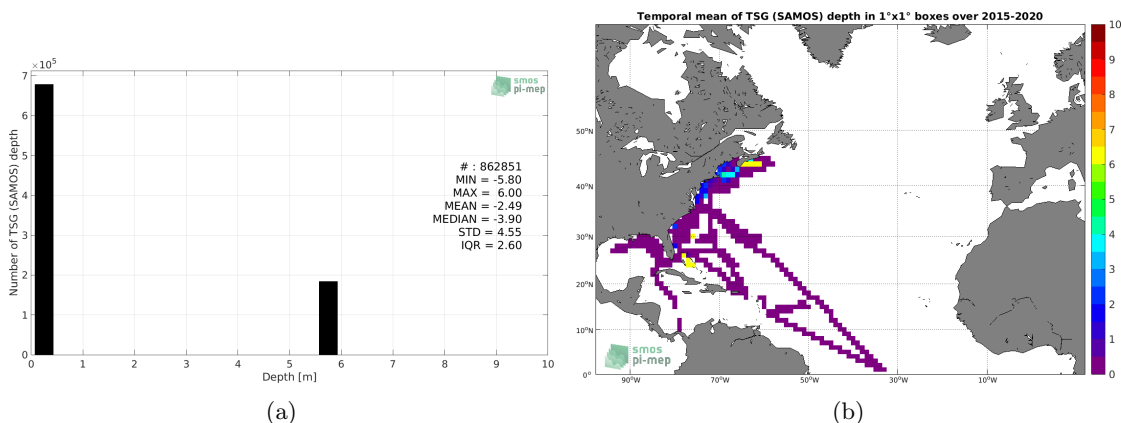 ×10⁵
7
6
5
4
3
2
1
0
Number of TSG (SAMOS) depth
smos
pi-mep
# : 862851
MIN = -5.80
MAX = 6.00
MEAN = -2.49
MEDIAN = -3.90
STD = 4.55
IQR = 2.60
0 1 2 3 4 5 6 7 8 9 10
Depth [m]
(a)
Temporal mean of TSG (SAMOS) depth in 1°x1° boxes over 2015-2020
50°N
40°N
30°N
20°N
10°N
0°
smos
pi-mep
90°W 70°W 50°W 30°W 10°W
10
9
8
7
6
5
4
3
2
1
0
(b)